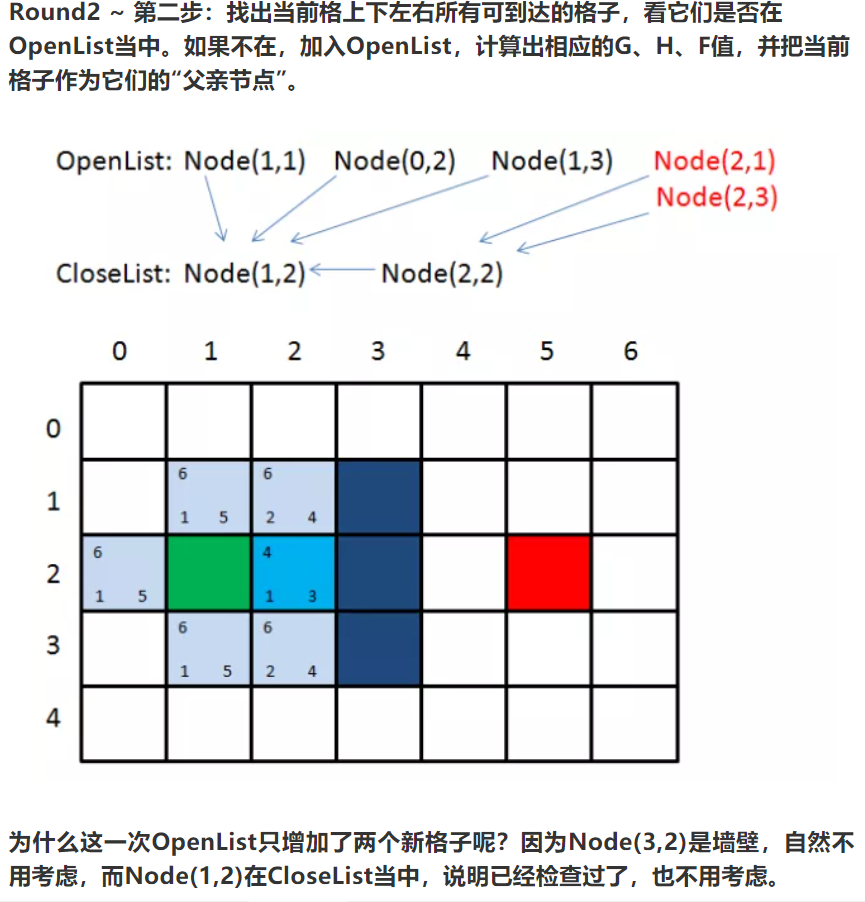 Round2 ~ 第二步：找出当前格上下左右所有可到达的格子，看它们是否在
OpenList当中。如果不在，加入OpenList，计算出相应的G、H、F值，并把当前
格子作为它们的“父亲节点”。
OpenList: Node(1,1) Node(0,2) Node(1,3) Node(2,1)
Node(2,3)
CloseList: Node(1,2) Node(2,2)
0 1 2 3 4 5 6
0
6 6
1
1 5 2 4
6 4
2
1 5 1 3
6 6
3
1 5 2 4
4
为什么这一次OpenList只增加了两个新格子呢？因为Node(3,2)是墙壁，自然不
用考虑，而Node(1,2)在CloseList当中，说明已经检查过了，也不用考虑。